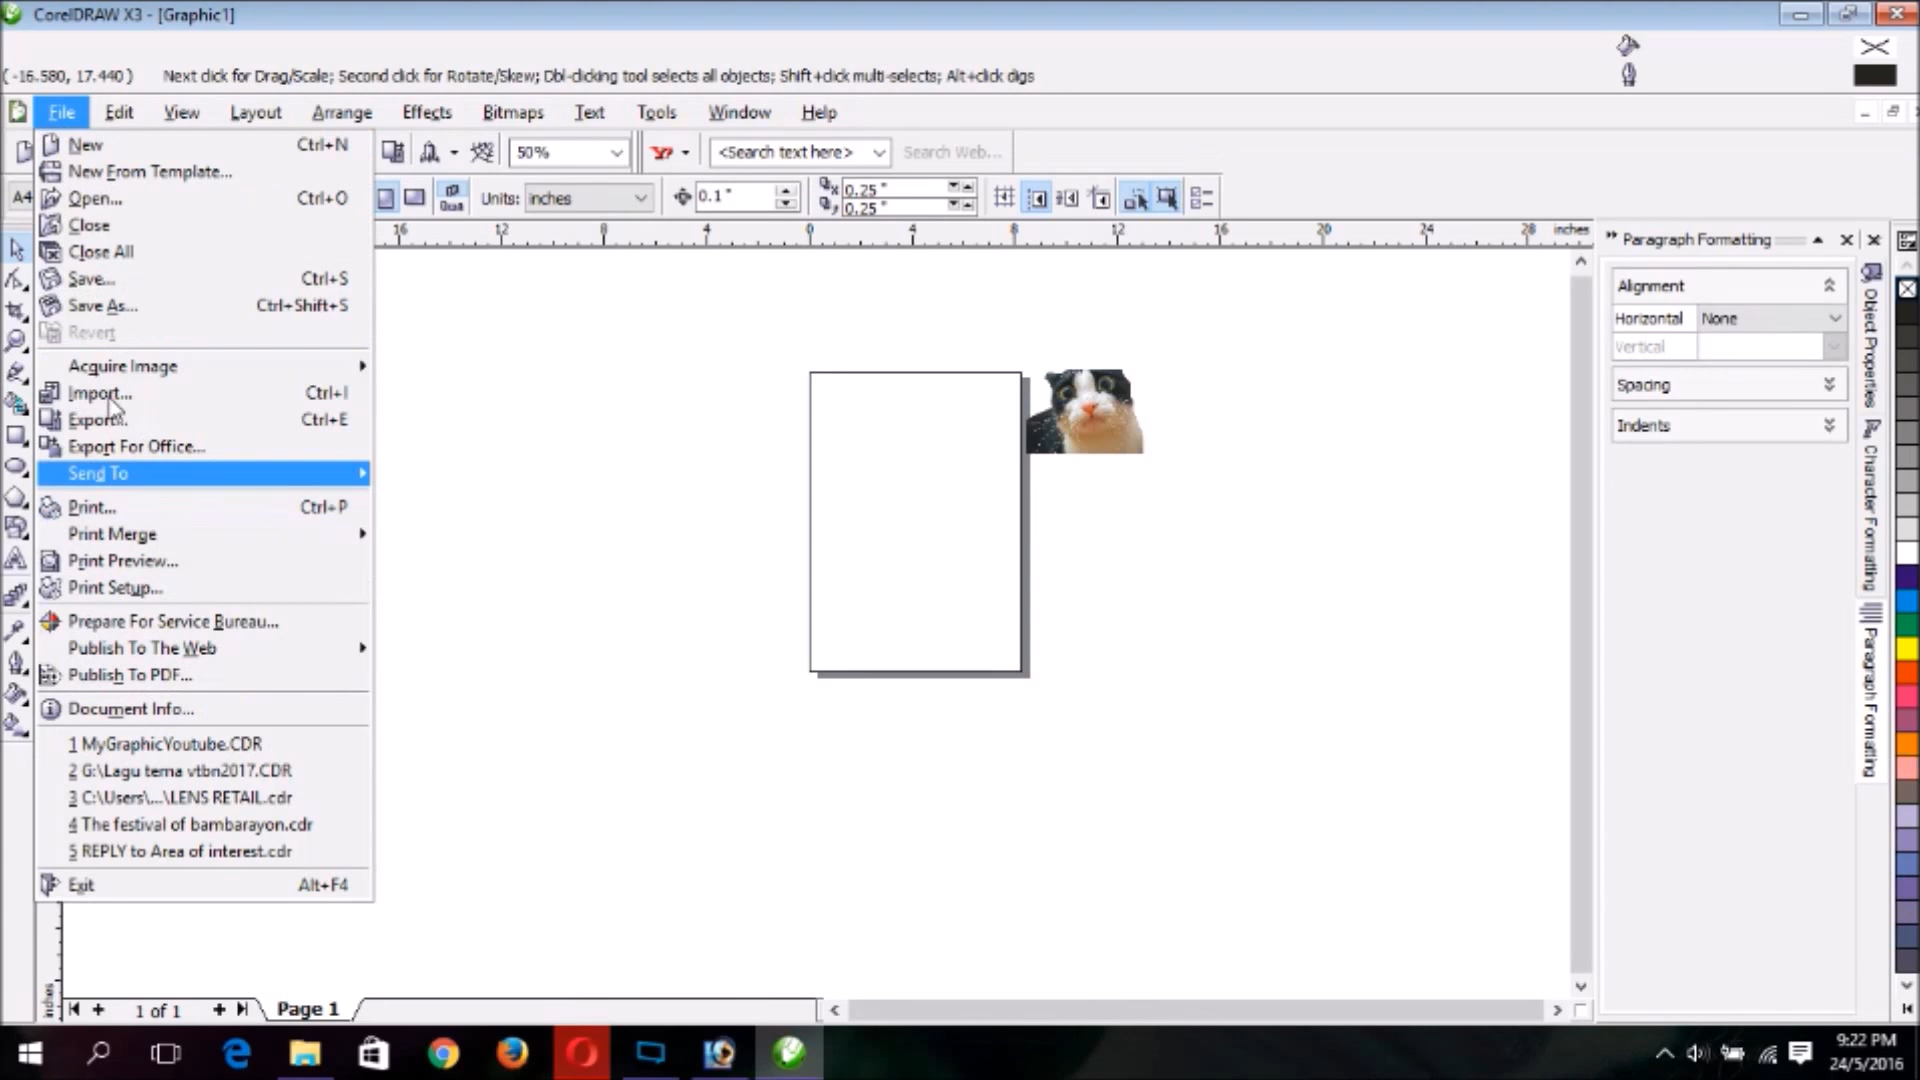 CorelDRAW X3 - [Graphic1]
( -16.580, 17.440 ) Next click for Drag/Scale; Second click for Rotate/Skew; Dbl-clicking tool selects all objects; Shift+click multi-selects; Alt+click digs
File Edit View Layout Arrange Effects Bitmaps Text Tools Window Help
50% <Search text here> Search Web...
A4 Units: inches 0.1 " 0.25 "
0.25 "
16 12 8 4 0 4 8 12 16 20 24 28 inches
New Ctrl+N
New From Template...
Open... Ctrl+O
Close
Close All
Save... Ctrl+S
Save As... Ctrl+Shift+S
Revert
Acquire Image
Import... Ctrl+I
Export... Ctrl+E
Export For Office...
Send To
Print... Ctrl+P
Print Merge
Print Preview...
Print Setup...
Prepare For Service Bureau...
Publish To The Web
Publish To PDF...
Document Info...
1 MyGraphicYoutube.CDR
2 G:\Lagu tema vtbn2017.CDR
3 C:\Users\...\LENS RETAIL.cdr
4 The festival of bambarayon.cdr
5 REPLY to Area of interest.cdr
Exit Alt+F4
Paragraph Formatting
Alignment
Horizontal None
Vertical
Spacing
Indents
Object Properties
Character Formatting
Paragraph Formatting
inches
1 of 1 Page 1
9:22 PM
24/5/2016